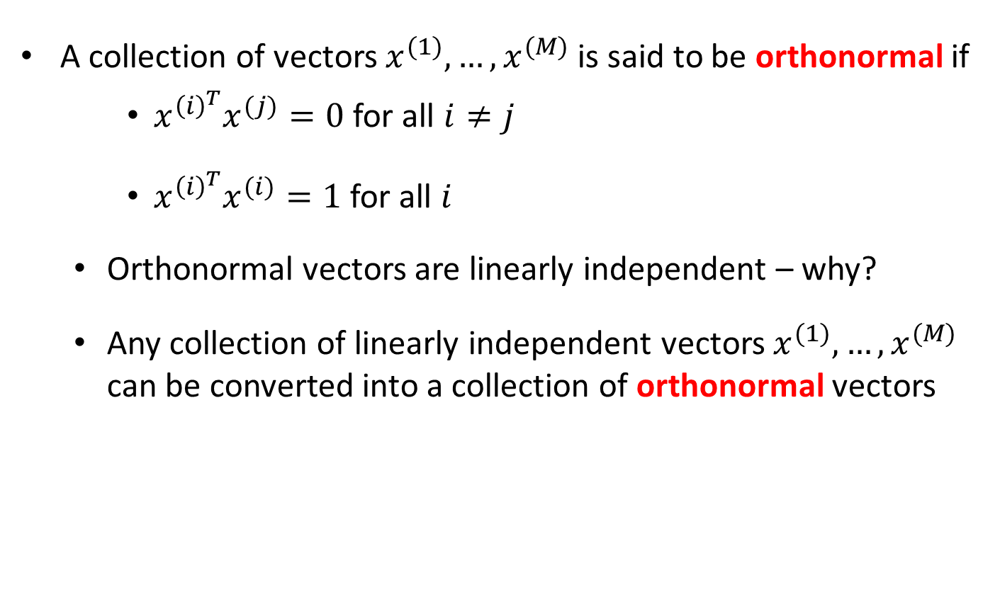 • A collection of vectors $x^{(1)}, \ldots, x^{(M)}$ is said to be orthonormal if
• $x^{(i)^T} x^{(j)} = 0$ for all $i \neq j$
• $x^{(i)^T} x^{(i)} = 1$ for all $i$
• Orthonormal vectors are linearly independent – why?
• Any collection of linearly independent vectors $x^{(1)}, \ldots, x^{(M)}$
can be converted into a collection of orthonormal vectors